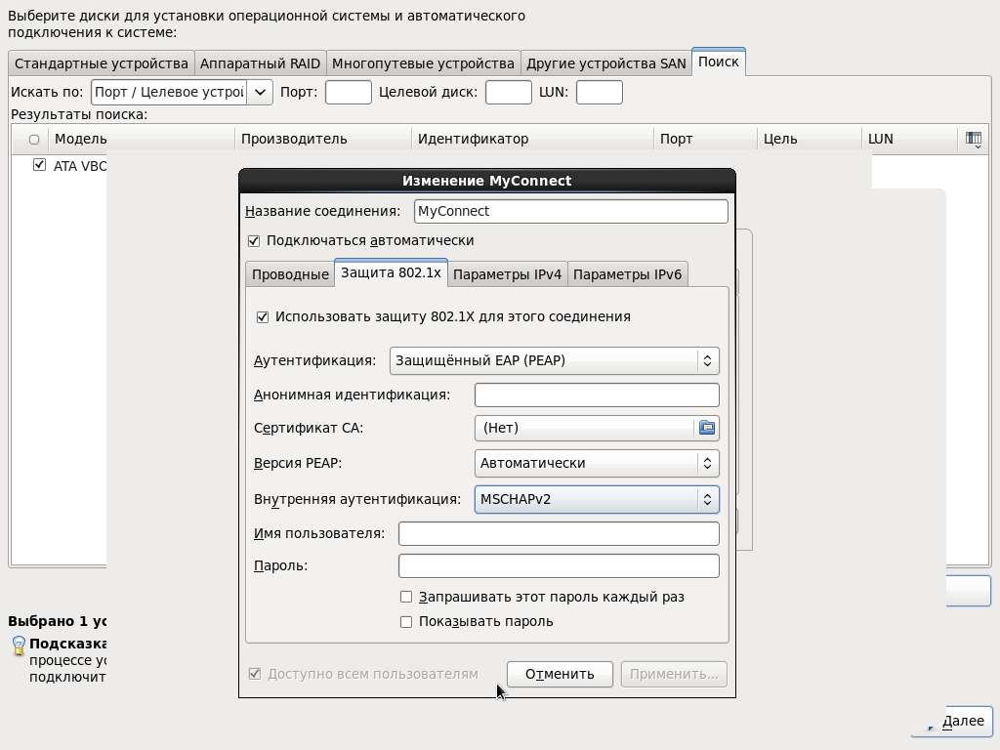 Выберите диски для установки операционной системы и автоматического
подключения к системе:
Стандартные устройства Аппаратный RAID Многопутевые устройства Другие устройства SAN Поиск
Искать по: Порт / Целевое устрой Порт: Целевой диск: LUN:
Результаты поиска:
Модель Производитель Идентификатор Порт Цель LUN
ATA VBO
Изменение MyConnect
Название соединения: MyConnect
Подключаться автоматически
Проводные Защита 802.1x Параметры IPv4 Параметры IPv6
Использовать защиту 802.1X для этого соединения
Аутентификация: Защищённый EAP (PEAP)
Анонимная идентификация:
Сертификат CA: (Нет)
Версия PEAP: Автоматически
Внутренняя аутентификация: MSCHAPv2
Имя пользователя:
Пароль:
Запрашивать этот пароль каждый раз
Показывать пароль
Выбрано 1 ус
Подсказка
процессе ус
подключит
Доступно всем пользователям Отменить Применить...
Далее